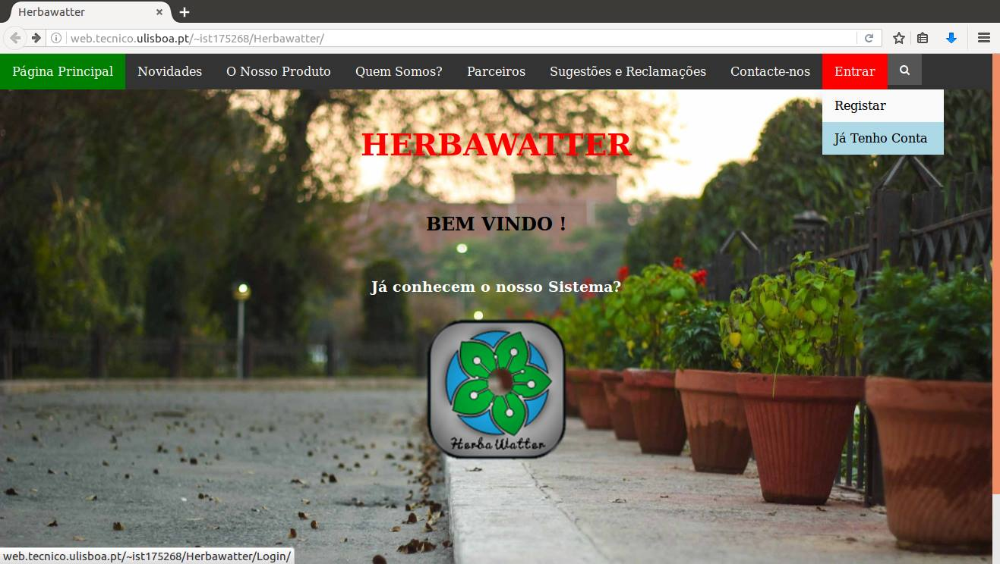 Herbawatter
web.tecnico.ulisboa.pt/~ist175268/Herbawatter/
Página Principal Novidades O Nosso Produto Quem Somos? Parceiros Sugestões e Reclamações Contacte-nos Entrar
Registar
Já Tenho Conta
HERBAWATTER
BEM VINDO !
Já conhecem o nosso Sistema?
Herba Watter
web.tecnico.ulisboa.pt/~ist175268/Herbawatter/Login/